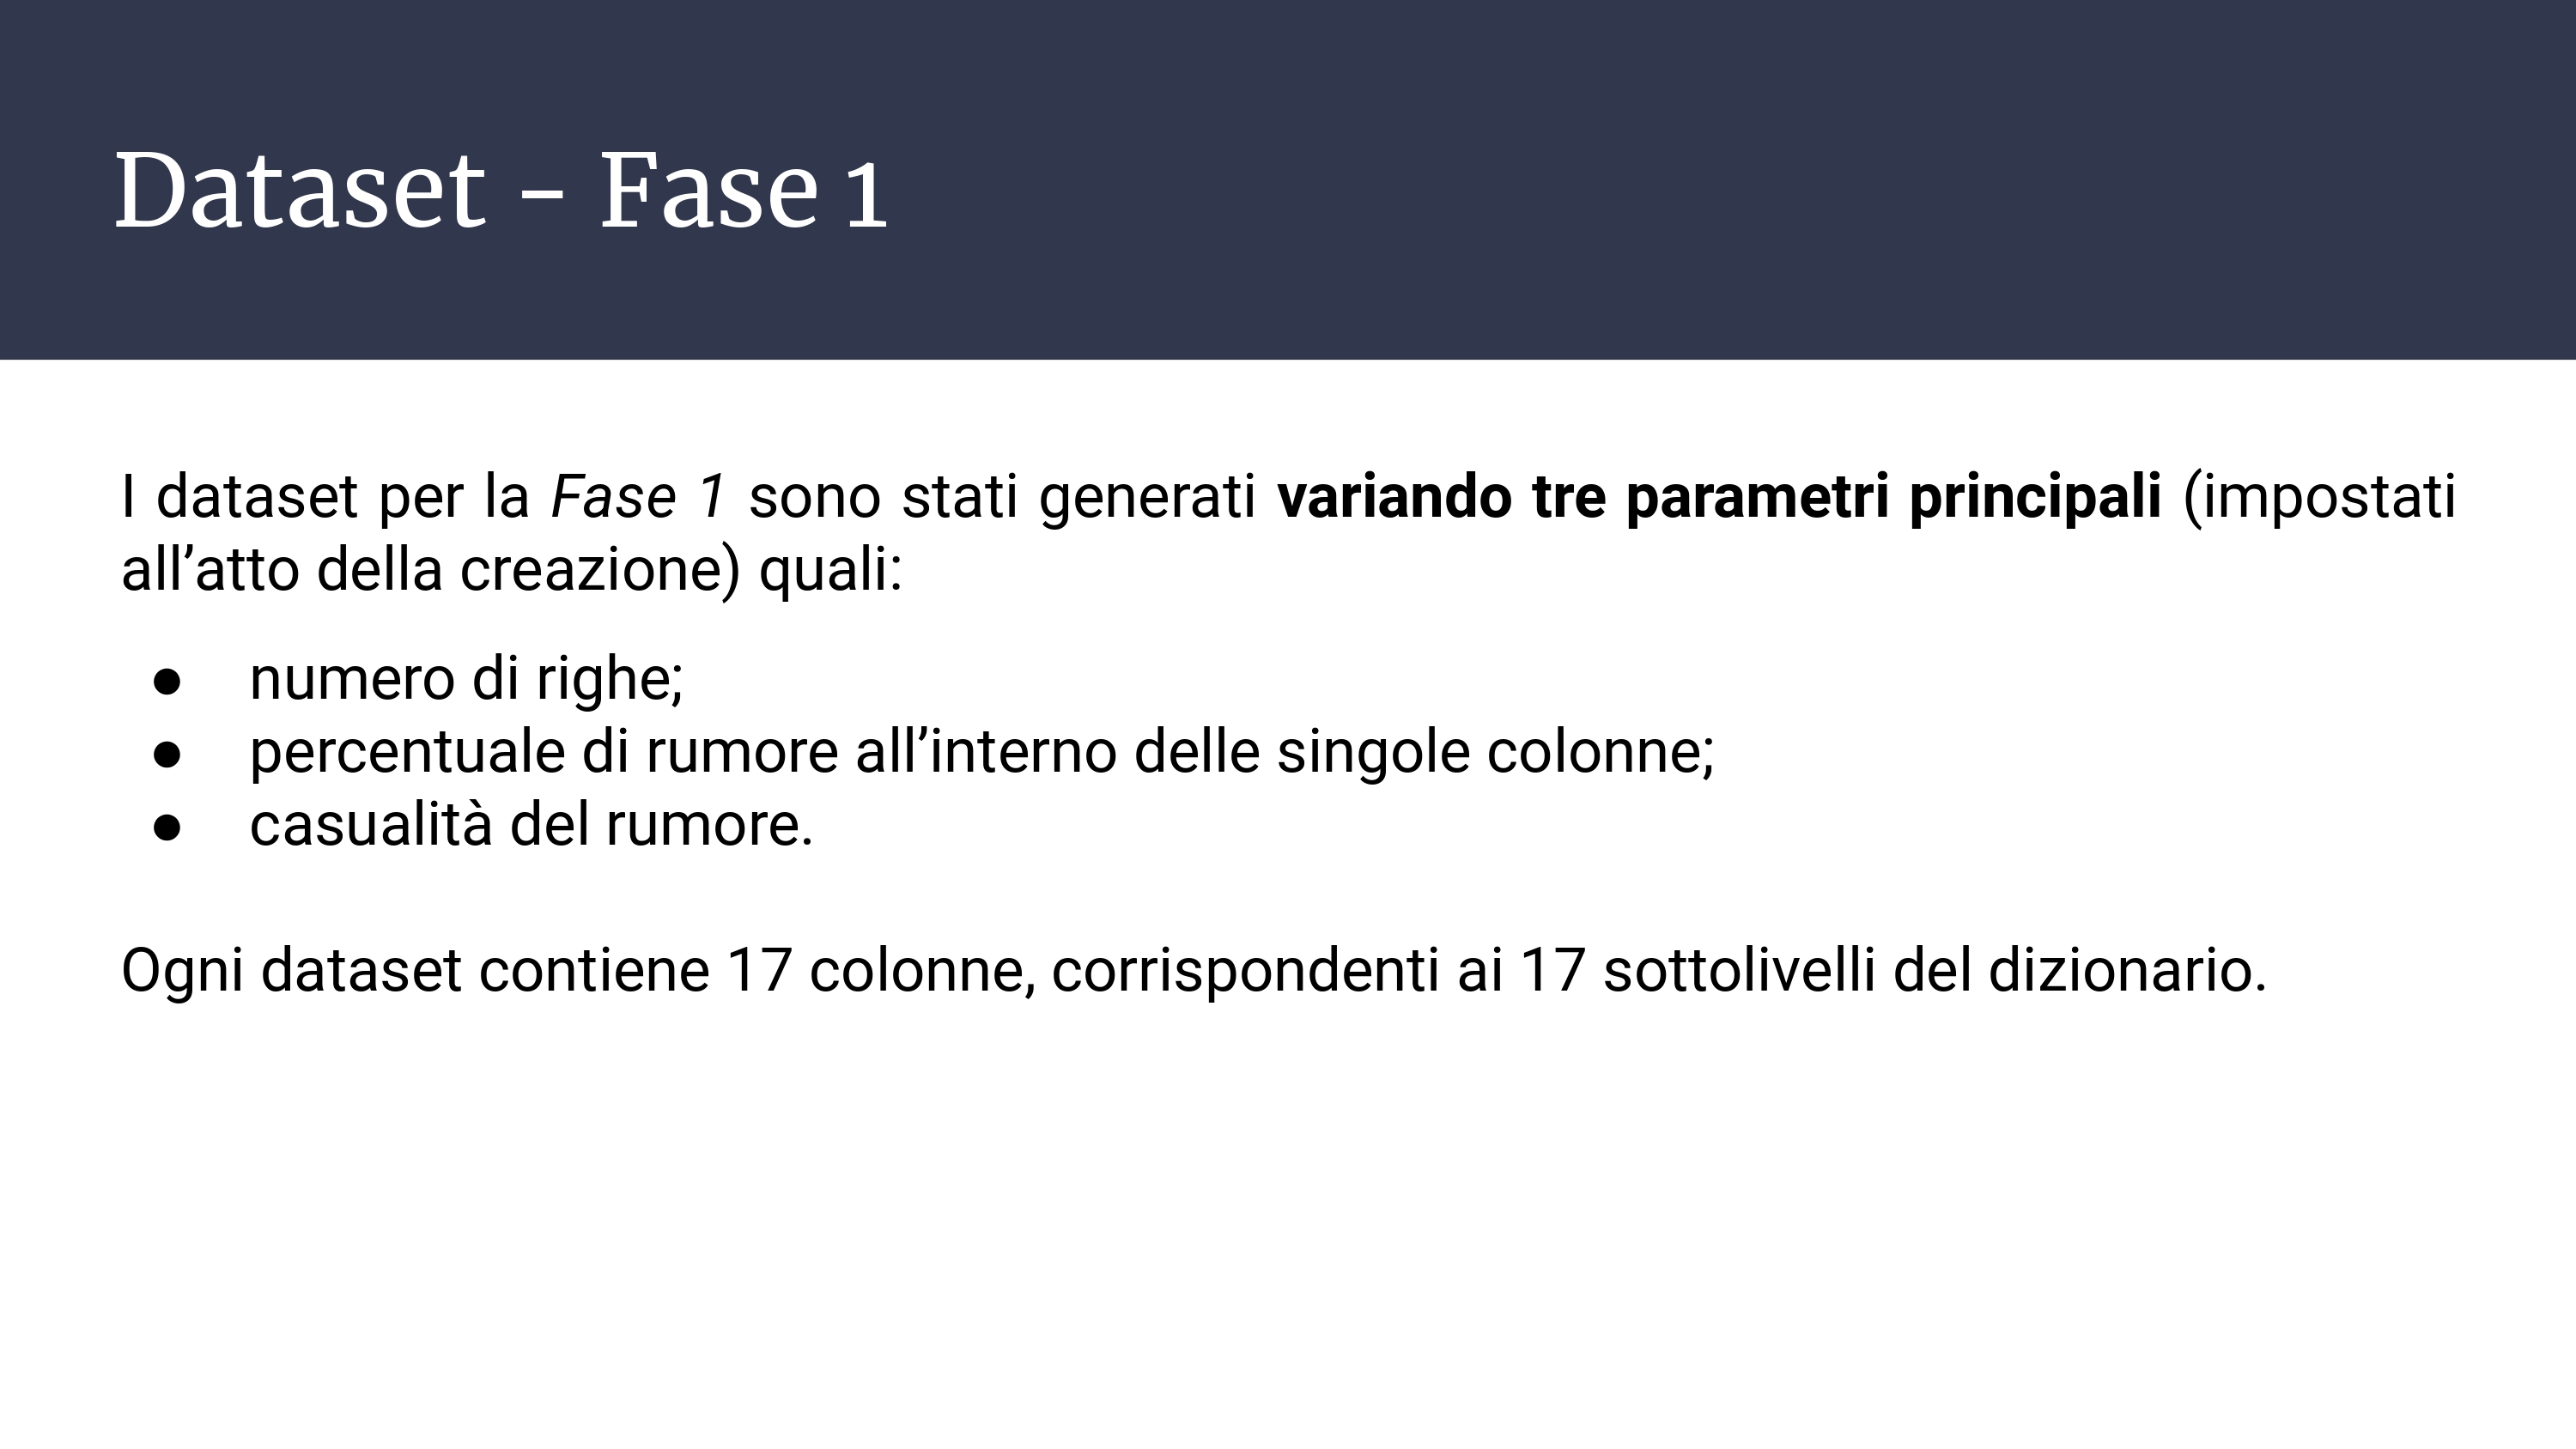 Dataset - Fase 1
I dataset per la Fase 1 sono stati generati variando tre parametri principali (impostati
all’atto della creazione) quali:
● numero di righe;
● percentuale di rumore all’interno delle singole colonne;
● casualità del rumore.
Ogni dataset contiene 17 colonne, corrispondenti ai 17 sottolivelli del dizionario.